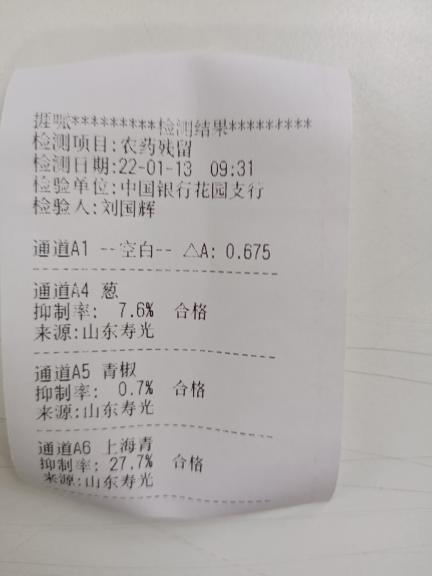 *********检测结果*********
检测项目:农药残留
检测日期:22-01-13 09:31
检验单位:中国银行花园支行
检验人:刘国辉
通道A1 --空白-- △A: 0.675
通道A4 葱
抑制率: 7.6% 合格
来源:山东寿光
通道A5 青椒
抑制率: 0.7% 合格
来源:山东寿光
通道A6 上海青
抑制率: 27.7% 合格
来源:山东寿光